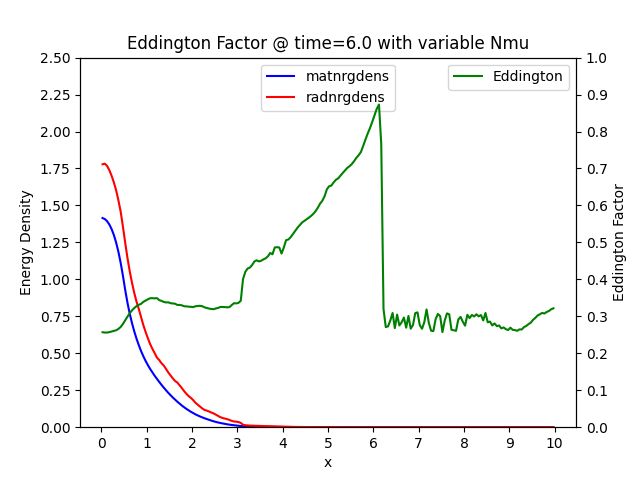 Eddington Factor @ time=6.0 with variable Nmu
matnrgdens
radnrgdens
Eddington
Energy Density
2.50
2.25
2.00
1.75
1.50
1.25
1.00
0.75
0.50
0.25
0.00
1.0
0.9
0.8
0.7
0.6
0.5
0.4
0.3
0.2
0.1
0.0
Eddington Factor
0 1 2 3 4 5 6 7 8 9 10
x